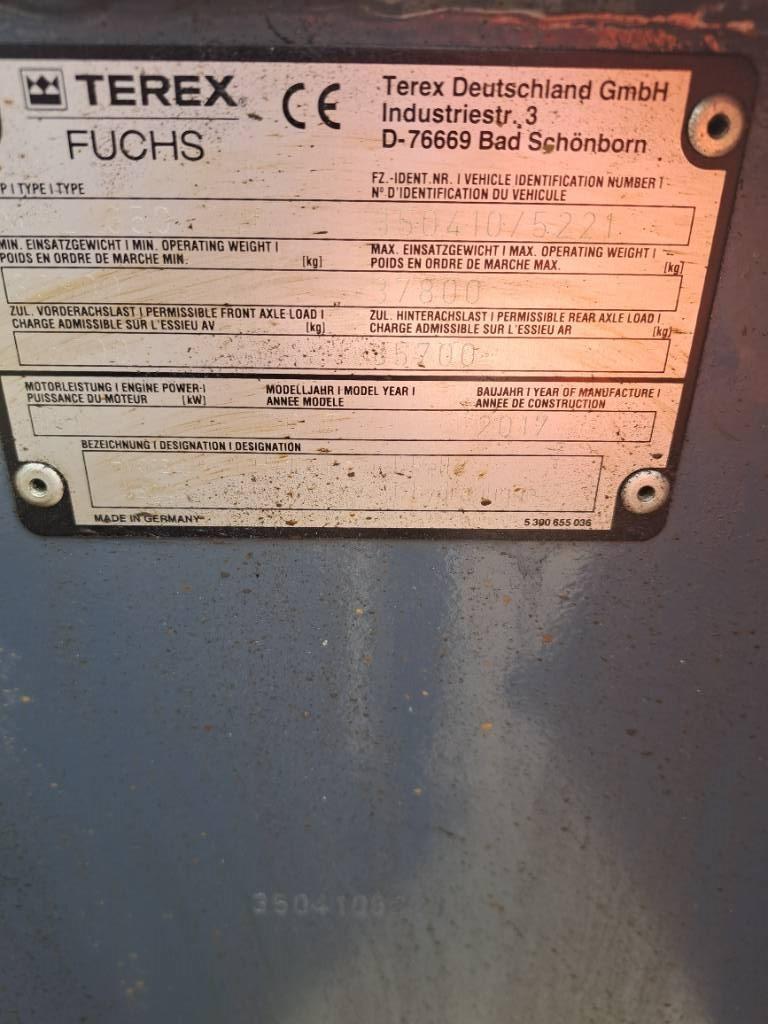 TEREX
FUCHS
CE
Terex Deutschland GmbH
Industriestr. 3
D-76669 Bad Schönborn
P I TYPE I TYPE
FZ.-IDENT.NR. I VEHICLE IDENTIFICATION NUMBER I
N° D'IDENTIFICATION DU VEHICULE
350410/5221
MIN. EINSATZGEWICHT I MIN. OPERATING WEIGHT I
POIDS EN ORDRE DE MARCHE MIN. [kg]
MAX. EINSATZGEWICHT I MAX. OPERATING WEIGHT I
POIDS EN ORDRE DE MARCHE MAX. [kg]
37800
ZUL. VORDERACHSLAST I PERMISSIBLE FRONT AXLE LOAD I
CHARGE ADMISSIBLE SUR L'ESSIEU AV [kg]
ZUL. HINTERACHSLAST I PERMISSIBLE REAR AXLE LOAD I
CHARGE ADMISSIBLE SUR L'ESSIEU AR [kg]
MOTORLEISTUNG I ENGINE POWER I
PUISSANCE DU MOTEUR [kW]
MODELLJAHR I MODEL YEAR I
ANNEE MODELE
BAUJAHR I YEAR OF MANUFACTURE I
ANNEE DE CONSTRUCTION
2017
BEZEICHNUNG I DESIGNATION I DESIGNATION
MADE IN GERMANY
5 390 655 036